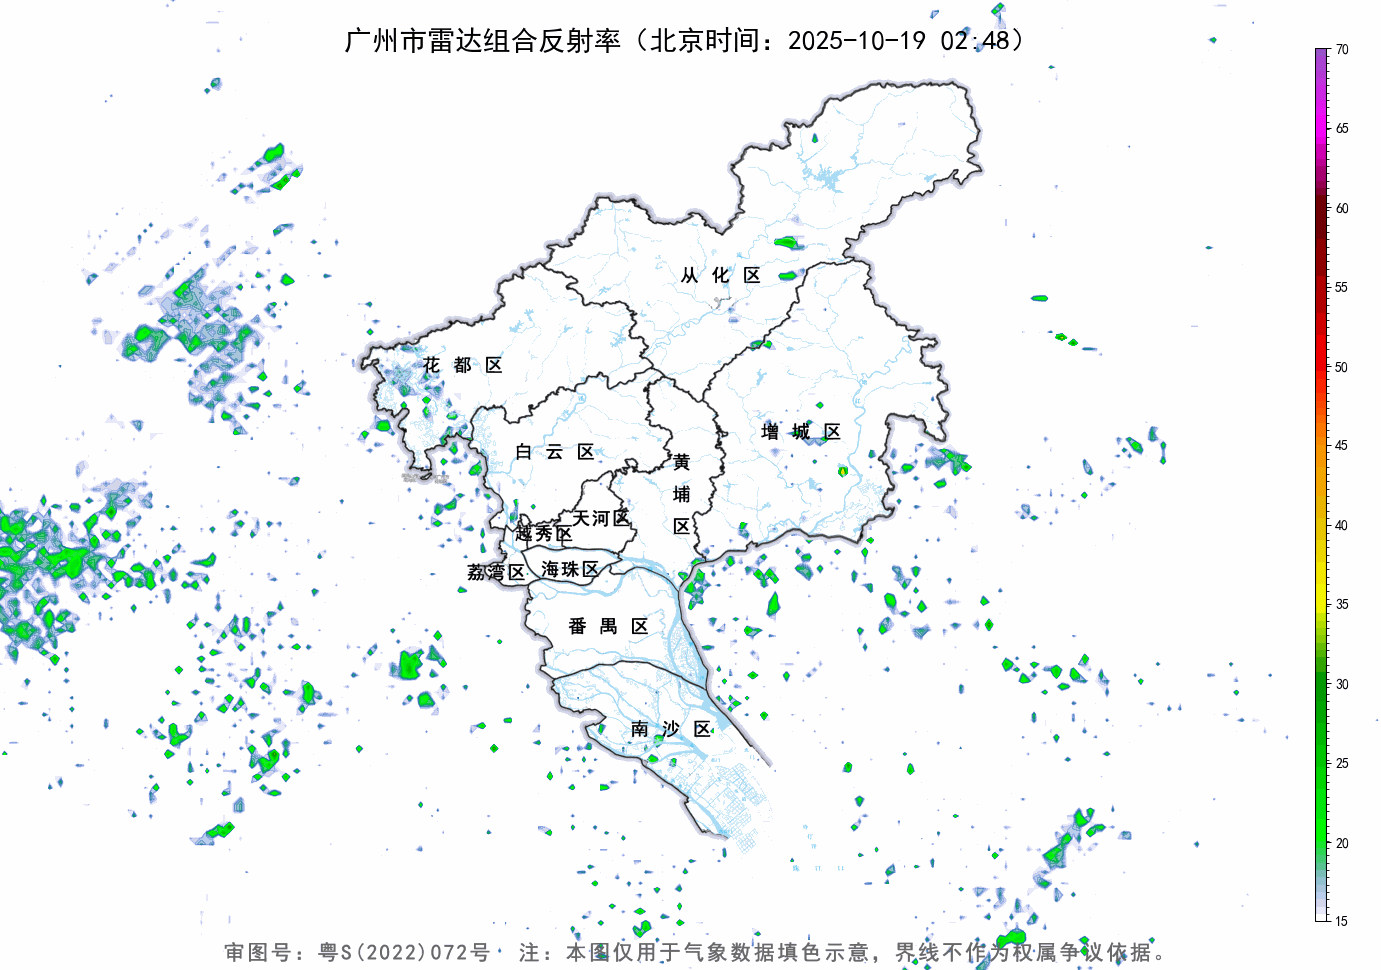 广州市雷达组合反射率（北京时间：2025-10-19 02:48）
70
65
60
55
50
45
40
35
30
25
20
15
从化区
花都区
增城区
白云区
黄埔区
天河区
越秀区
荔湾区
海珠区
番禺区
南沙区
审图号：粤S(2022)072号 注：本图仅用于气象数据填色示意，界线不作为权属争议依据。